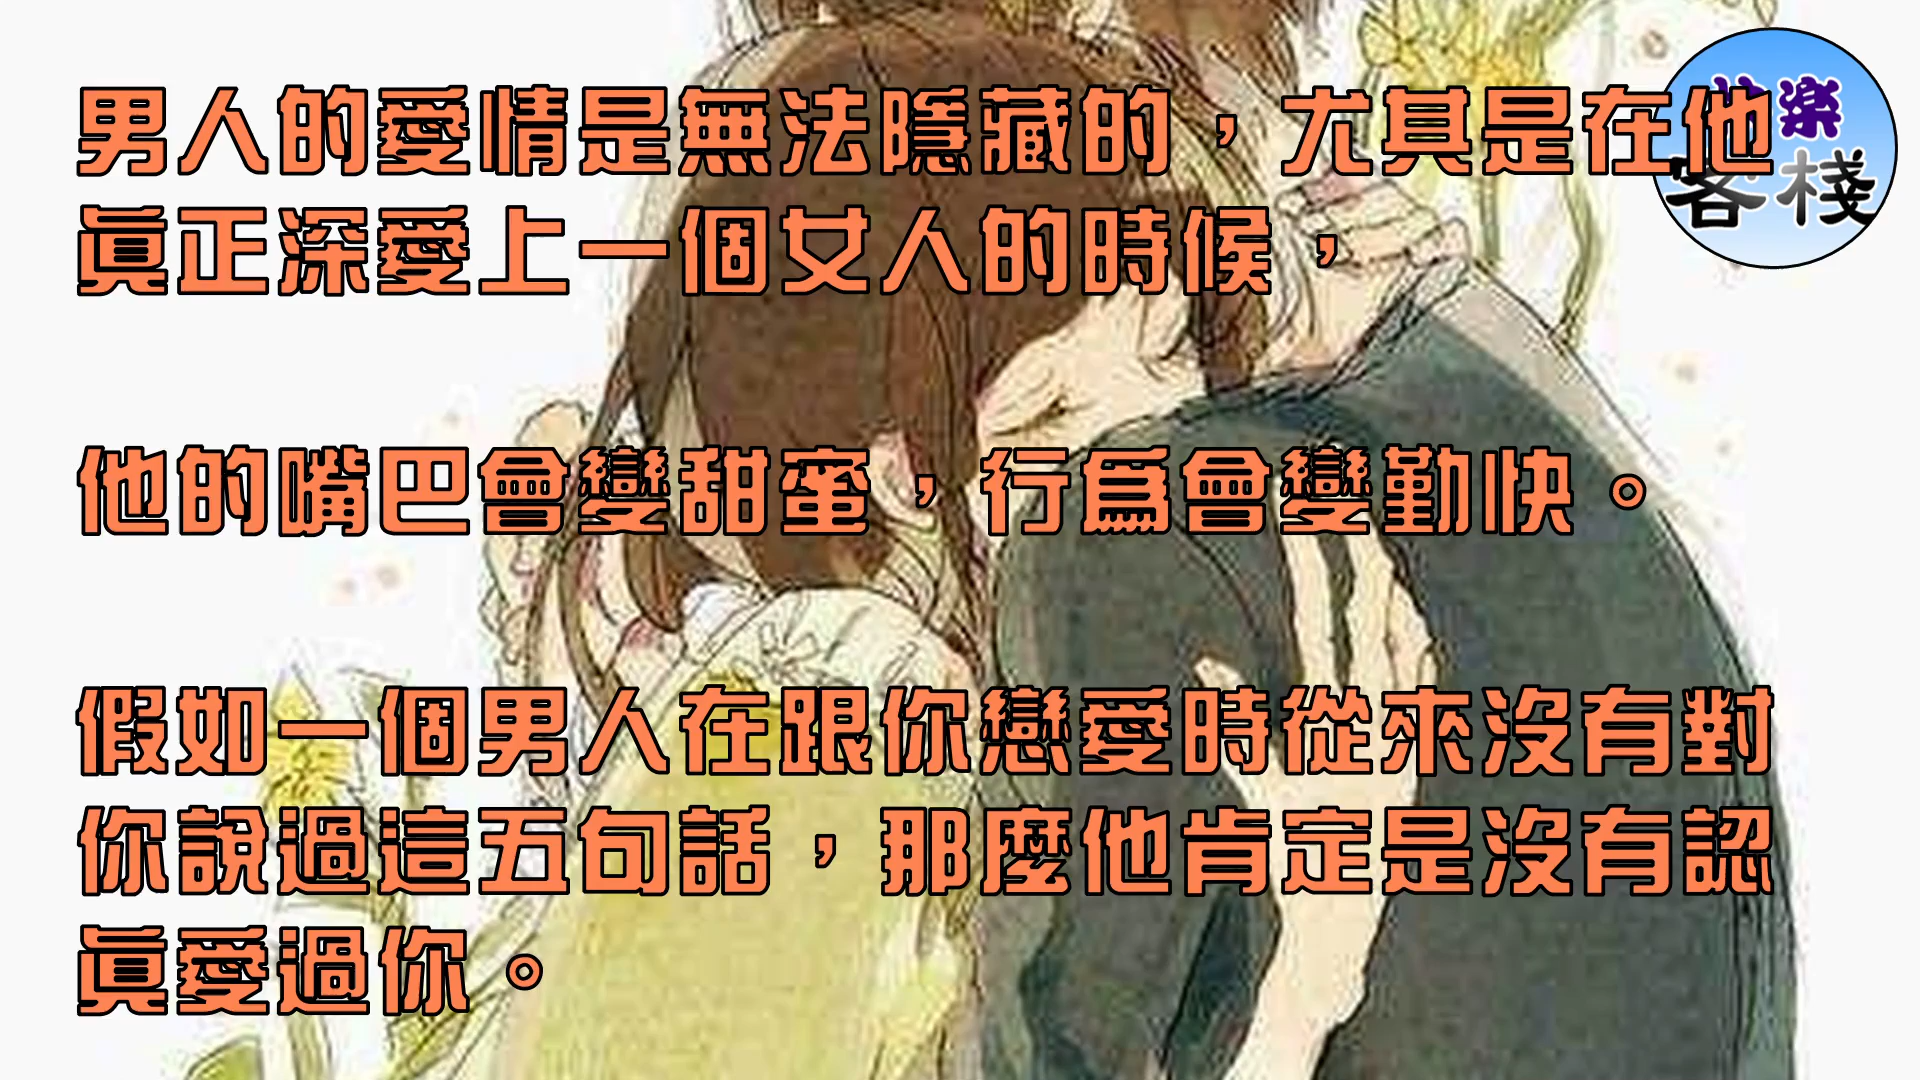 男人的愛情是無法隱藏的，尤其是在他
真正深愛上一個女人的時候，
他的嘴巴會變甜蜜，行為會變勤快。
假如一個男人在跟你戀愛時從來沒有對
你說過這五句話，那麼他肯定是沒有認
真愛過你。
樂
客棧